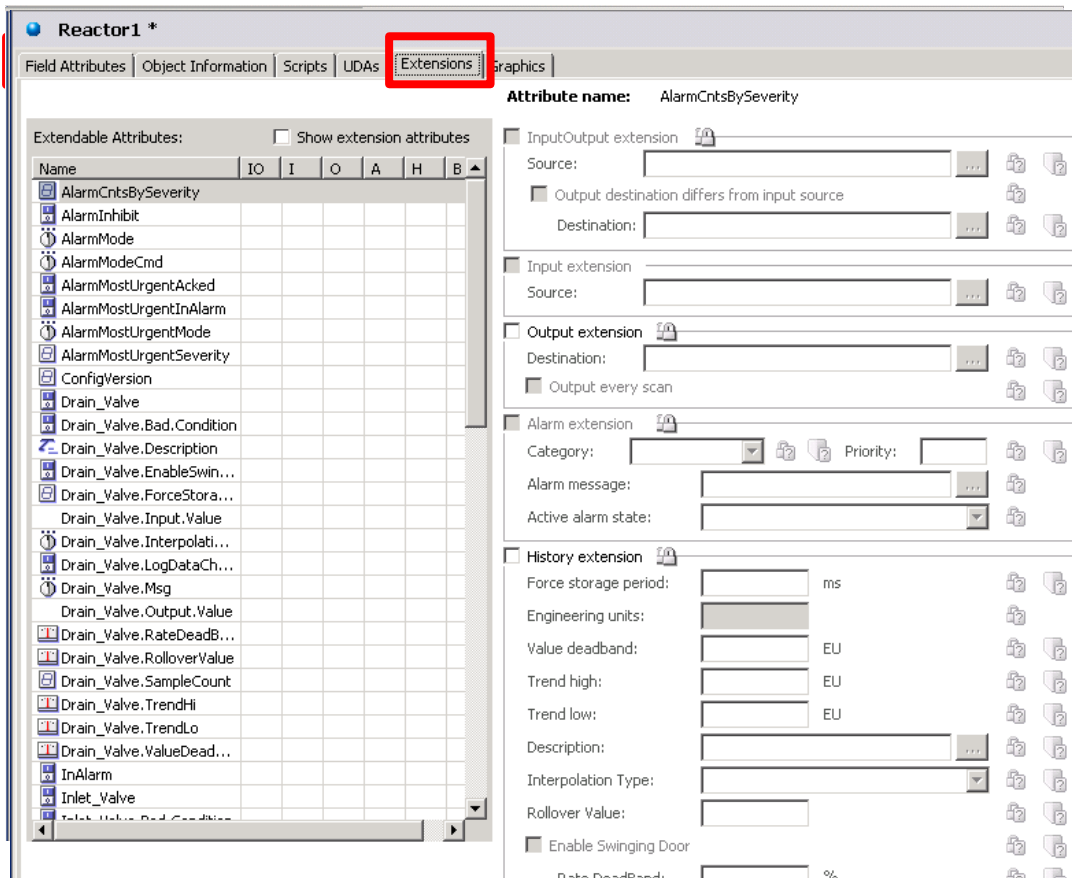 Reactor1 *
Field Attributes Object Information Scripts UDAs Extensions Graphics
Attribute name: AlarmCntsBySeverity
Extendable Attributes: Show extension attributes
Name IO I O A H B
AlarmCntsBySeverity
AlarmInhibit
AlarmMode
AlarmModeCmd
AlarmMostUrgentAcked
AlarmMostUrgentInAlarm
AlarmMostUrgentMode
AlarmMostUrgentSeverity
ConfigVersion
Drain_Valve
Drain_Valve.Bad.Condition
Drain_Valve.Description
Drain_Valve.EnableSwin...
Drain_Valve.ForceStora...
Drain_Valve.Input.Value
Drain_Valve.Interpolati...
Drain_Valve.LogDataCh...
Drain_Valve.Msg
Drain_Valve.Output.Value
Drain_Valve.RateDeadB...
Drain_Valve.RolloverValue
Drain_Valve.SampleCount
Drain_Valve.TrendHi
Drain_Valve.TrendLo
Drain_Valve.ValueDead...
InAlarm
Inlet_Valve
Inlet_Valve.Bad.Condition
InputOutput extension
Source: ...
Output destination differs from input source
Destination: ...
Input extension
Source: ...
Output extension
Destination: ...
Output every scan
Alarm extension
Category: Priority:
Alarm message: ...
Active alarm state:
History extension
Force storage period: ms
Engineering units:
Value deadband: EU
Trend high: EU
Trend low: EU
Description: ...
Interpolation Type:
Rollover Value:
Enable Swinging Door
Rate DeadBand: %